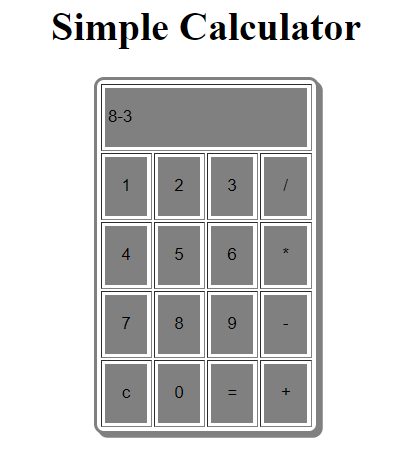 Simple Calculator
8-3
1 2 3 /
4 5 6 *
7 8 9 -
c 0 = +